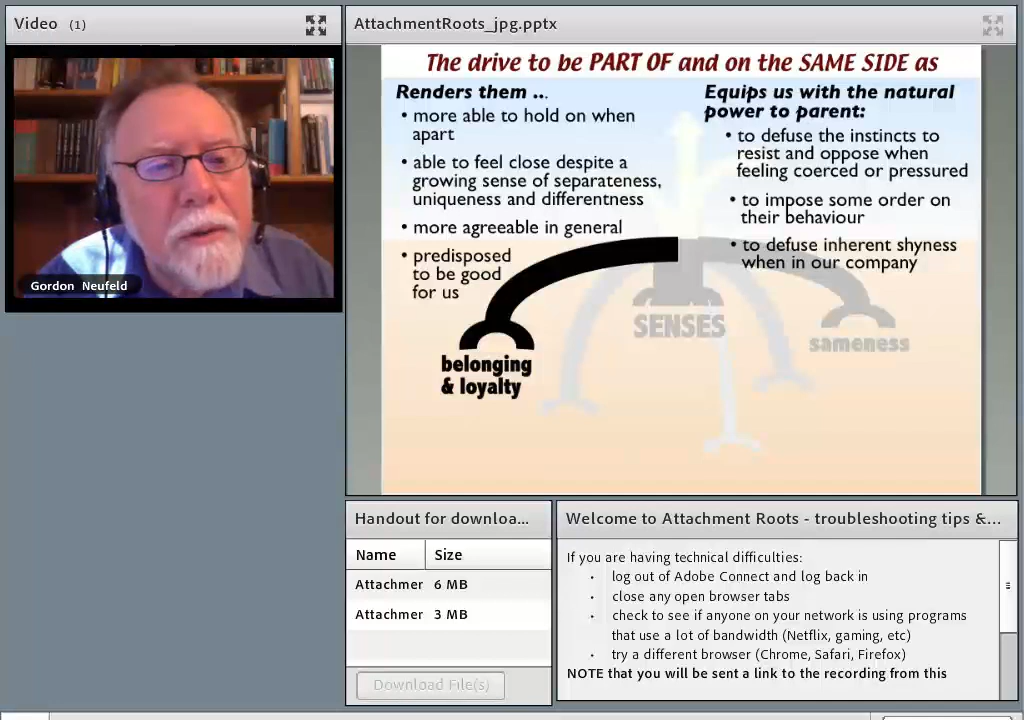 Video (1)
Gordon Neufeld
AttachmentRoots_jpg.pptx
The drive to be PART OF and on the SAME SIDE as
Renders them ...
• more able to hold on when
apart
• able to feel close despite a
growing sense of separateness,
uniqueness and differentness
• more agreeable in general
• predisposed
to be good
for us
Equips us with the natural
power to parent:
• to defuse the instincts to
resist and oppose when
feeling coerced or pressured
• to impose some order on
their behaviour
• to defuse inherent shyness
when in our company
SENSES
sameness
belonging
& loyalty
Handout for downloa...
Name Size
Attachmer 6 MB
Attachmer 3 MB
Download File(s)
Welcome to Attachment Roots - troubleshooting tips &...
If you are having technical difficulties:
• log out of Adobe Connect and log back in
• close any open browser tabs
• check to see if anyone on your network is using programs
that use a lot of bandwidth (Netflix, gaming, etc)
• try a different browser (Chrome, Safari, Firefox)
NOTE that you will be sent a link to the recording from this